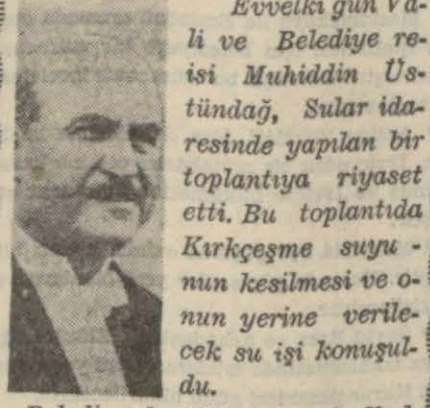 Evvelki gün Va-
li ve Belediye re-
isi Muhiddin Üs-
tündağ, Sular ida-
resinde yapılan bir
toplantıya riyaset
etti. Bu toplantıda
Kırkçeşme suyu -
nun kesilmesi ve o-
nun yerine verile-
cek su işi konuşul-
du.